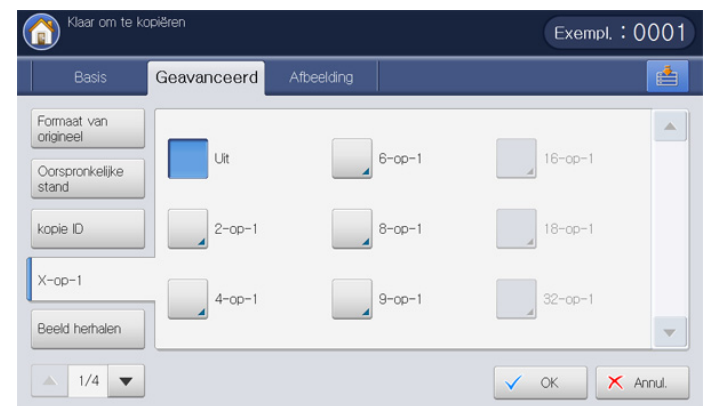 Klaar om te kopiëren
Exempl. : 0001
Basis
Geavanceerd
Afbeelding
Formaat van
origineel
Oorspronkelijke
stand
kopie ID
X-op-1
Beeld herhalen
1/4
Uit
6-op-1
16-op-1
2-op-1
8-op-1
18-op-1
4-op-1
9-op-1
32-op-1
OK
Annul.